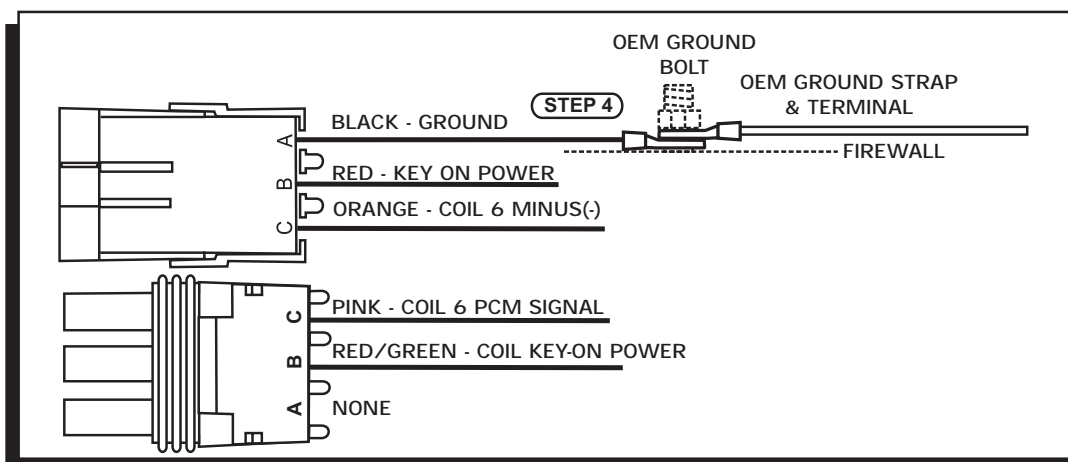 OEM GROUND
BOLT
OEM GROUND STRAP
& TERMINAL
STEP 4
BLACK - GROUND
FIREWALL
A
RED - KEY ON POWER
B
ORANGE - COIL 6 MINUS(-)
C
PINK - COIL 6 PCM SIGNAL
C
RED/GREEN - COIL KEY-ON POWER
B
NONE
A